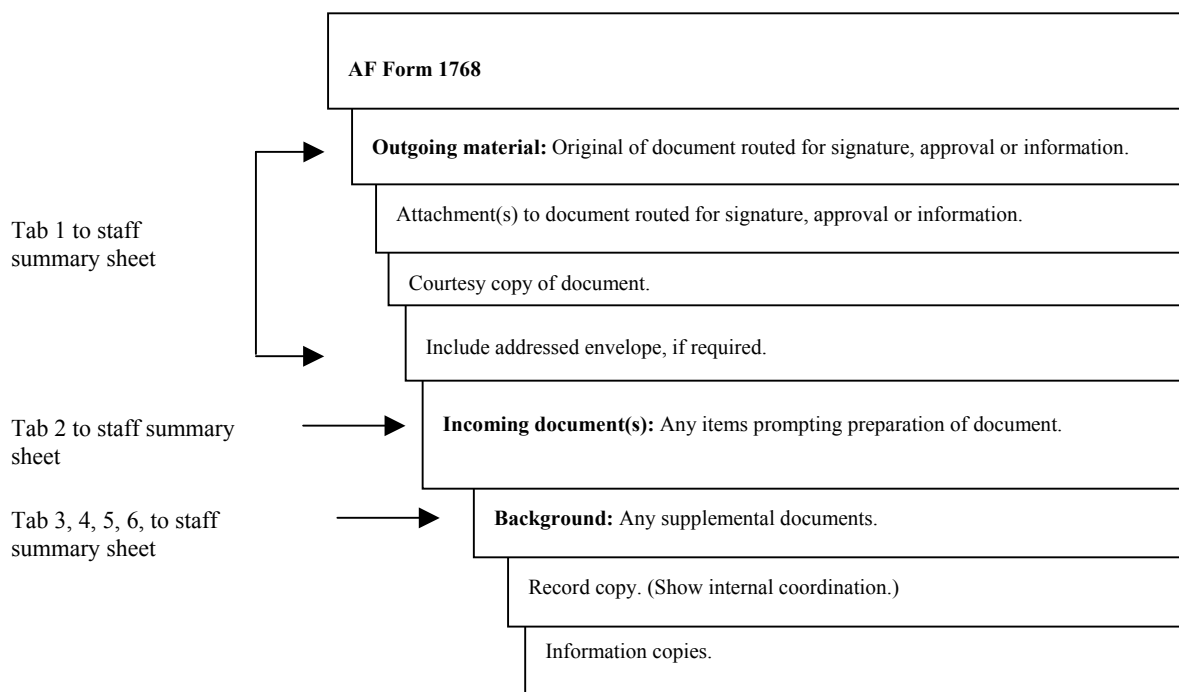 AF Form 1768
Outgoing material: Original of document routed for signature, approval or information.
Attachment(s) to document routed for signature, approval or information.
Tab 1 to staff
summary sheet
Courtesy copy of document.
Include addressed envelope, if required.
Tab 2 to staff summary
sheet
Incoming document(s): Any items prompting preparation of document.
Tab 3, 4, 5, 6, to staff
summary sheet
Background: Any supplemental documents.
Record copy. (Show internal coordination.)
Information copies.